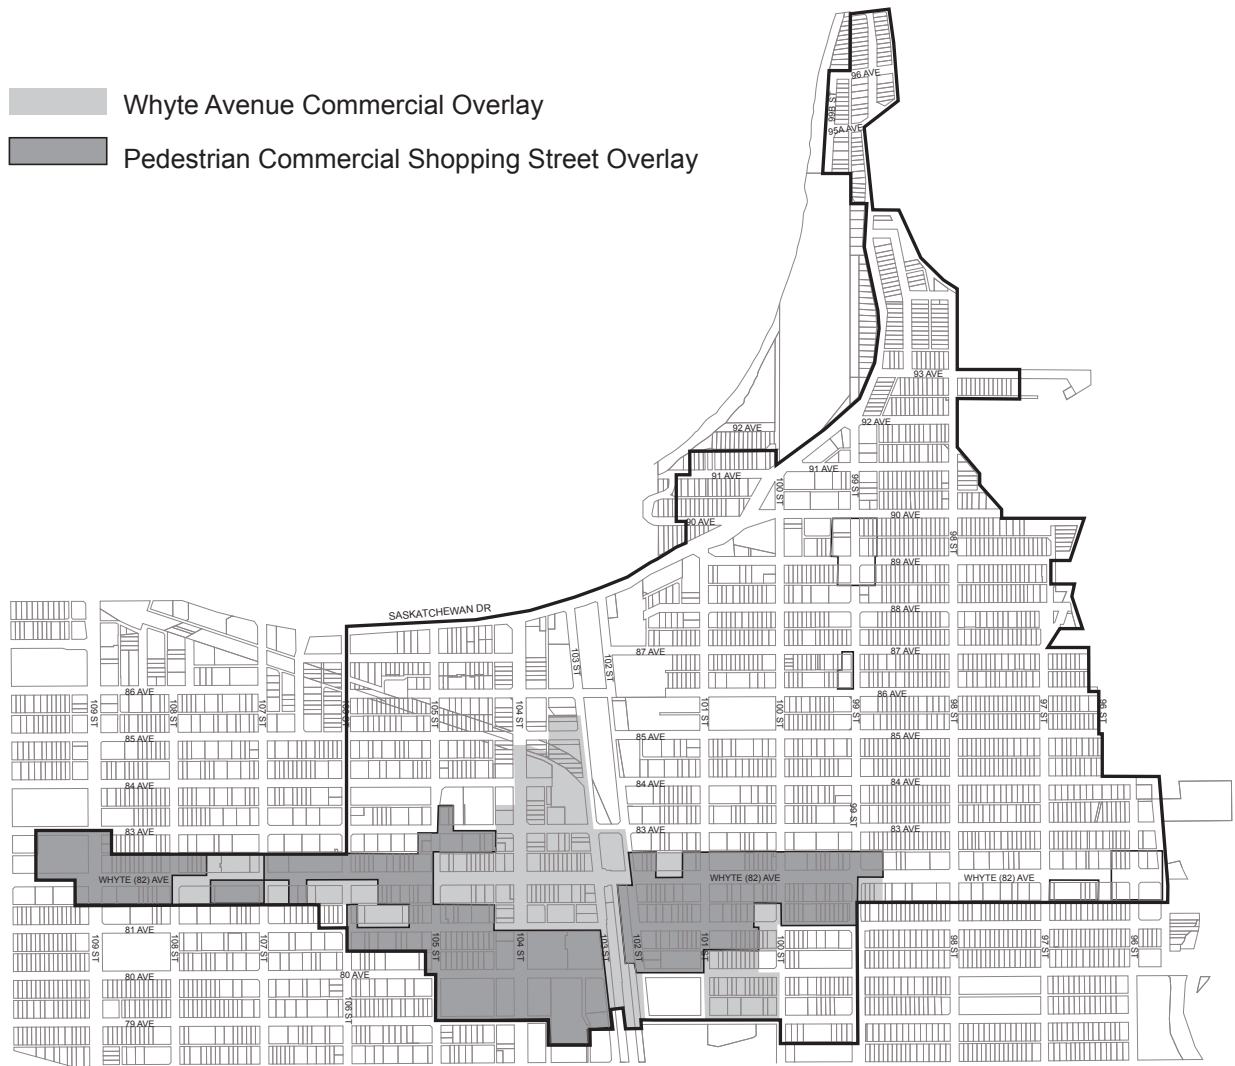 Whyte Avenue Commercial Overlay
Pedestrian Commercial Shopping Street Overlay
96 AVE
99B ST
95A AVE
93 AVE
92 AVE
92 AVE
91 AVE
91 AVE
100 ST
99 ST
90 AVE
90 AVE
98 ST
89 AVE
SASKATCHEWAN DR
88 AVE
87 AVE
87 AVE
103 ST
102 ST
86 AVE
86 AVE
109 ST
108 ST
107 ST
106 ST
105 ST
104 ST
101 ST
100 ST
99 ST
98 ST
97 ST
96 ST
85 AVE
85 AVE
85 AVE
84 AVE
84 AVE
84 AVE
99 ST
83 AVE
83 AVE
83 AVE
WHYTE (82) AVE
WHYTE (82) AVE
WHYTE (82) AVE
81 AVE
109 ST
108 ST
107 ST
105 ST
104 ST
103 ST
102 ST
101 ST
100 ST
98 ST
97 ST
96 ST
80 AVE
80 AVE
106 ST
79 AVE